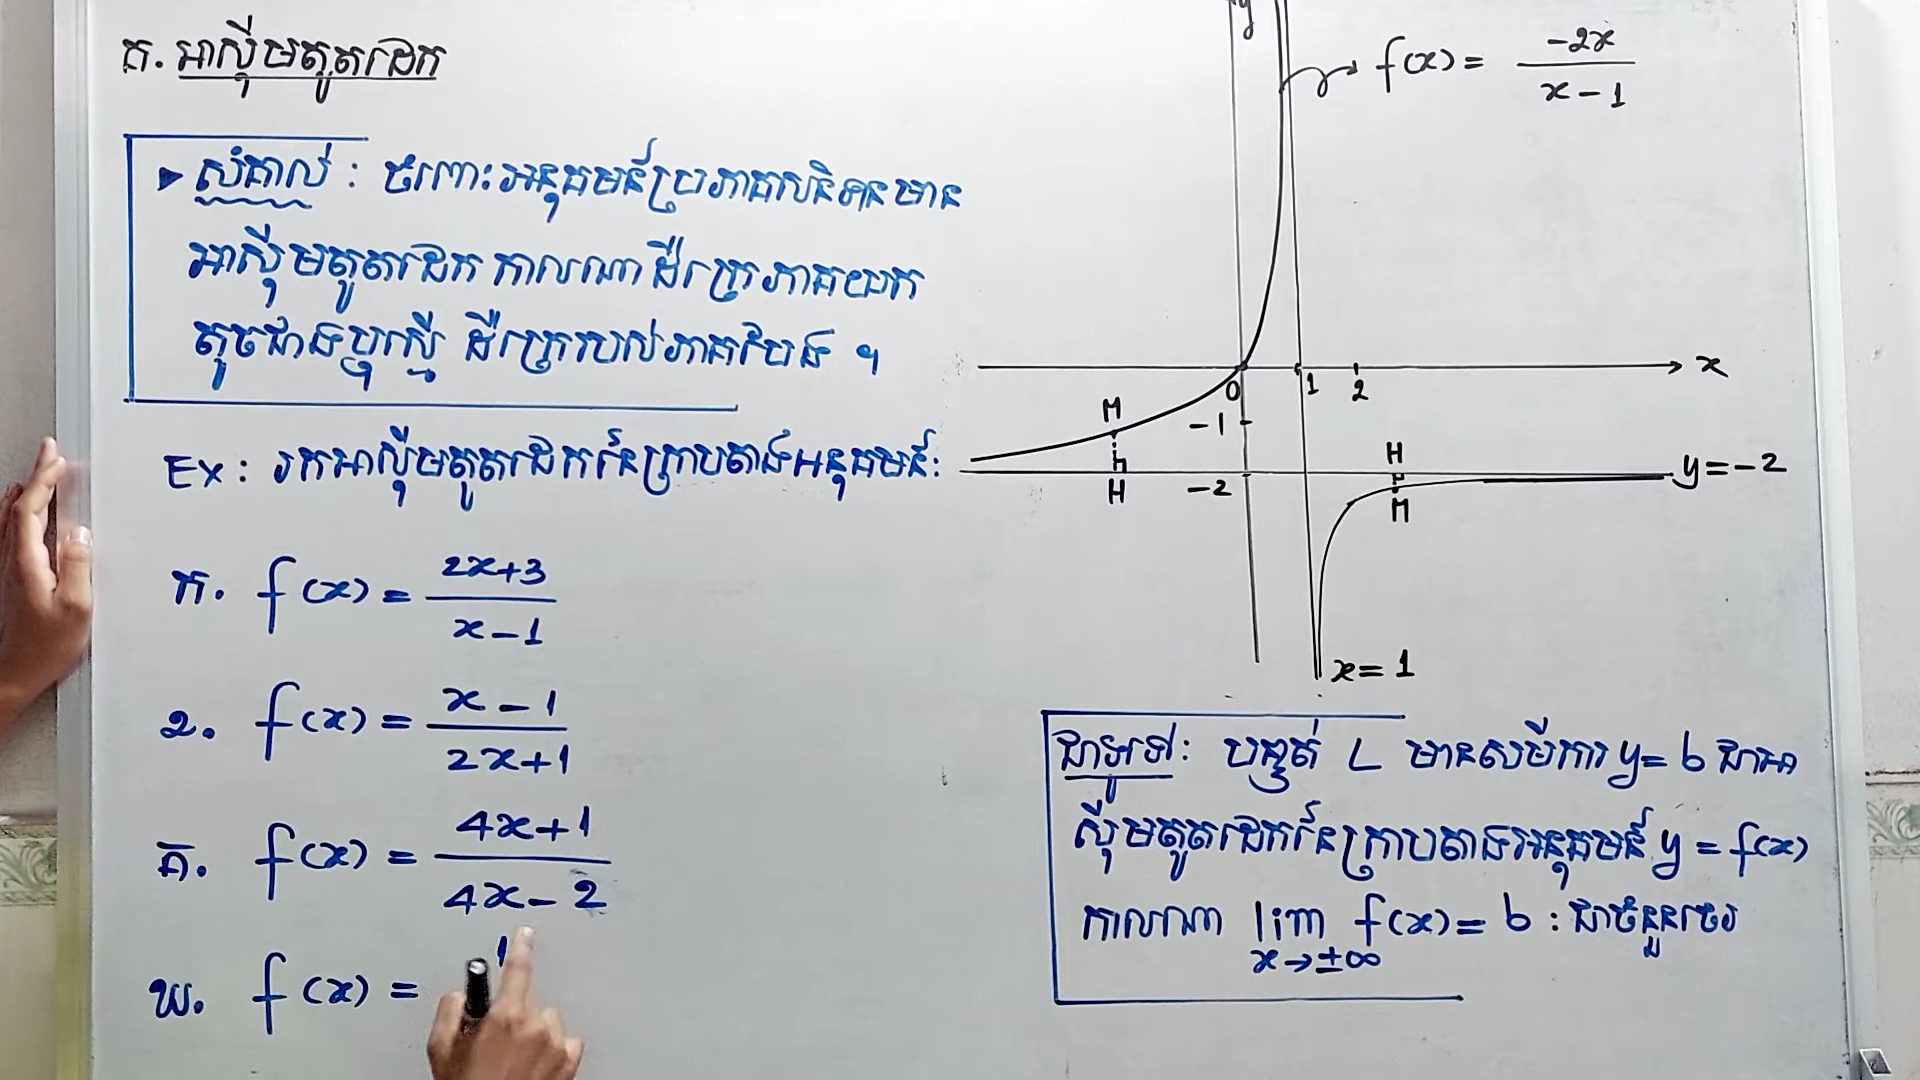 គ. អាស៊ីមតូតដេក
សំគាល់ : ចំពោះអនុគមន៍ប្រភាគសនិទានមាន
អាស៊ីមតូតដេក កាលណា ដឺក្រេភាគយក
តូចជាងឬស្មើ ដឺក្រេរបស់ភាគបែង ។
Ex : រកអាស៊ីមតូតដេកនៃក្រាបតាងអនុគមន៍:
ក. f(x) = (2x+3)/(x-1)
ខ. f(x) = (x-1)/(2x+1)
គ. f(x) = (4x+1)/(4x-2)
ឃ. f(x) = 1
y
f(x) = (-2x)/(x-1)
x
0 1 2
M
-1
H
y = -2
H
-2
M
x = 1
ជាទូទៅ: បន្ទាត់ L មានសមីការ y = b ជាអា
ស៊ីមតូតដេកនៃក្រាបតាងអនុគមន៍ y = f(x)
កាលណា lim f(x) = b : ជាចំនួនថេរ
x→±∞